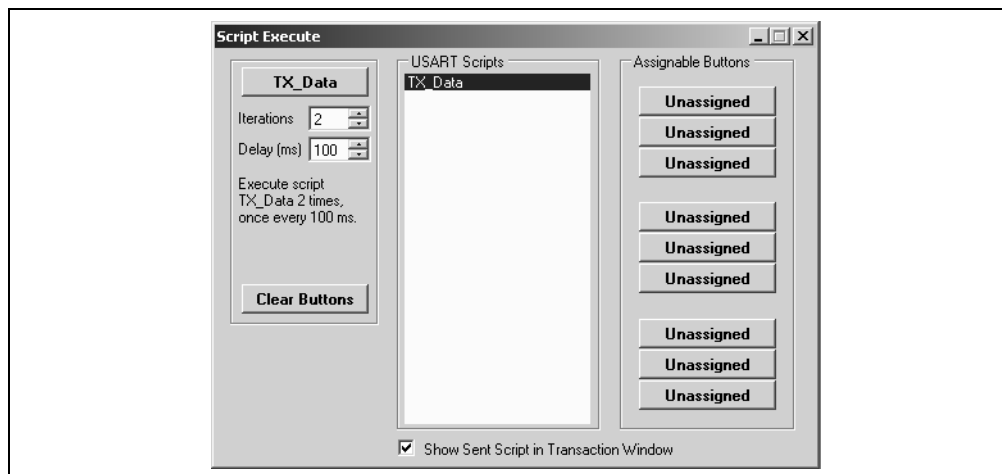 Script Execute
TX_Data
Iterations 2
Delay (ms) 100
Execute script
TX_Data 2 times,
once every 100 ms.
Clear Buttons
USART Scripts
TX_Data
Assignable Buttons
Unassigned
Unassigned
Unassigned
Unassigned
Unassigned
Unassigned
Unassigned
Unassigned
Unassigned
Show Sent Script in Transaction Window